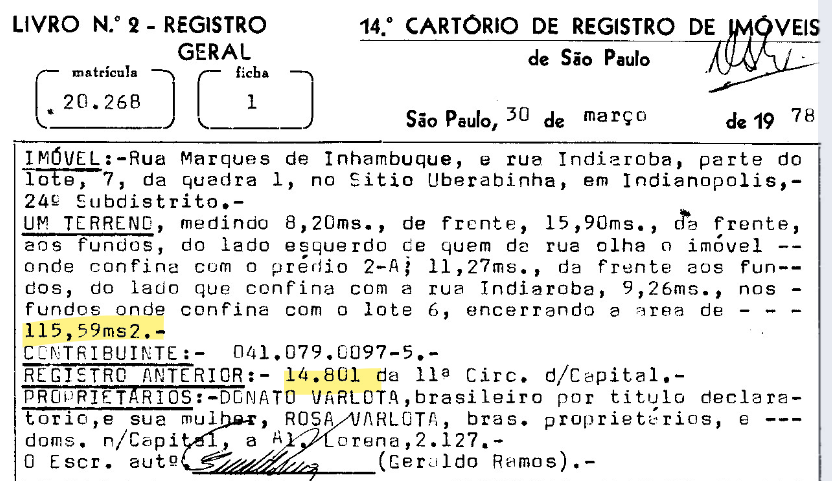 LIVRO N.º 2 - REGISTRO
GERAL
14.º CARTÓRIO DE REGISTRO DE IMÓVEIS
de São Paulo
matrícula
20.268
ficha
1
São Paulo, 30 de março de 19 78
IMÓVEL:-Rua Marques de Inhambuque, e rua Indiaroba, parte do
lote, 7, da quadra 1, no Sitio Uberabinha, em Indianopolis,-
24º Subdistrito.-
UM TERRENO, medindo 8,20ms., de frente, 15,90ms., da frente,
aos fundos, do lado esquerdo de quem da rua olha o imóvel --
onde confina com o prédio 2-A; 11,27ms., da frente aos fun--
dos, do lado que confina com a rua Indiaroba, 9,26ms., nos -
fundos onde confina com o lote 6, encerrando a area de - - -
115,59ms2.-
CONTRIBUINTE:- 041.079.0097-5.-
REGISTRO ANTERIOR:- 14.801 da 11ª Circ. d/Capital.-
PROPRIETÁRIOS:-DONATO VARLOTA,brasileiro por titulo declara-
torio,e sua mulher, ROSA VARLOTA, bras. proprietários, e ---
doms. n/Capital, a Al. Lorena,2.127.-
O Escr. autº. (Geraldo Ramos).-